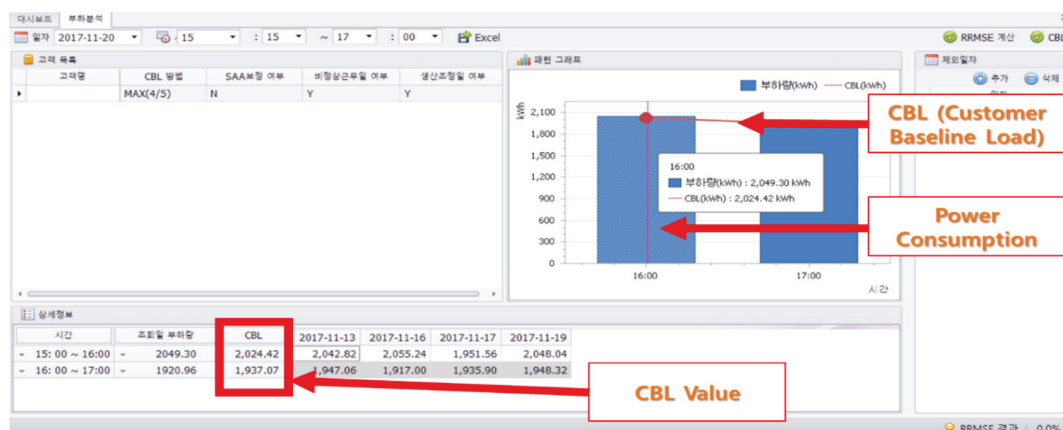 대시보드 부하분석
일자 2017-11-20 15 : 15 ~ 17 : 00 Excel RRMSE 계산 CBL
고객 목록
고객명 CBL 방법 SAA보정 여부 비정상근무일 여부 생산조정일 여부
MAX(4/5) N Y Y
패턴 그래프
부하량(kWh) CBL(kWh)
kWh
2,100
1,800
1,500
1,200
900
600
300
0
16:00 17:00
시간
16:00
부하량(kWh) : 2,049.30 kWh
CBL(kWh) : 2,024.42 kWh
제외일자
추가 삭제
CBL (Customer
Baseline Load)
Power
Consumption
상세정보
시간 조회일 부하량 CBL 2017-11-13 2017-11-16 2017-11-17 2017-11-19
15: 00 ~ 16:00 2049.30 2,024.42 2,042.82 2,055.24 1,951.56 2,048.04
16: 00 ~ 17:00 1920.96 1,937.07 1,947.06 1,917.00 1,935.90 1,948.32
CBL Value
RRMSE 결과 0.0%